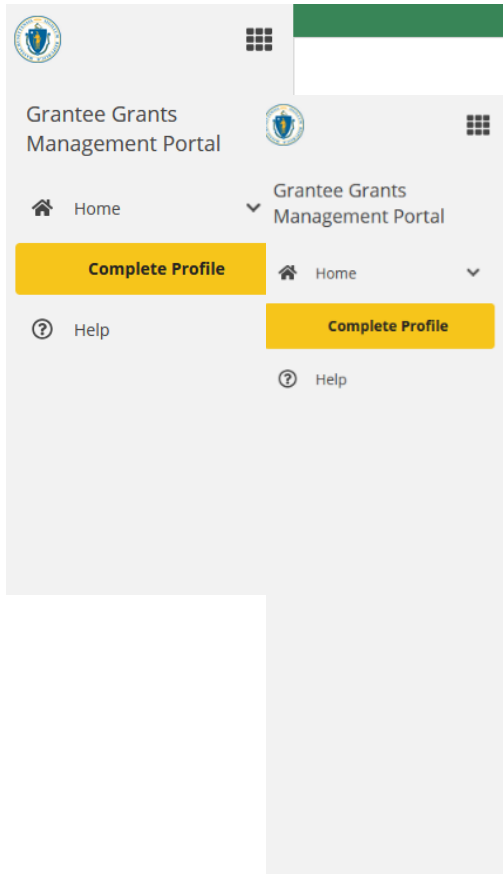 Grantee Grants
Management Portal
Home
Complete Profile
Help
Grantee Grants
Management Portal
Home
Complete Profile
Help